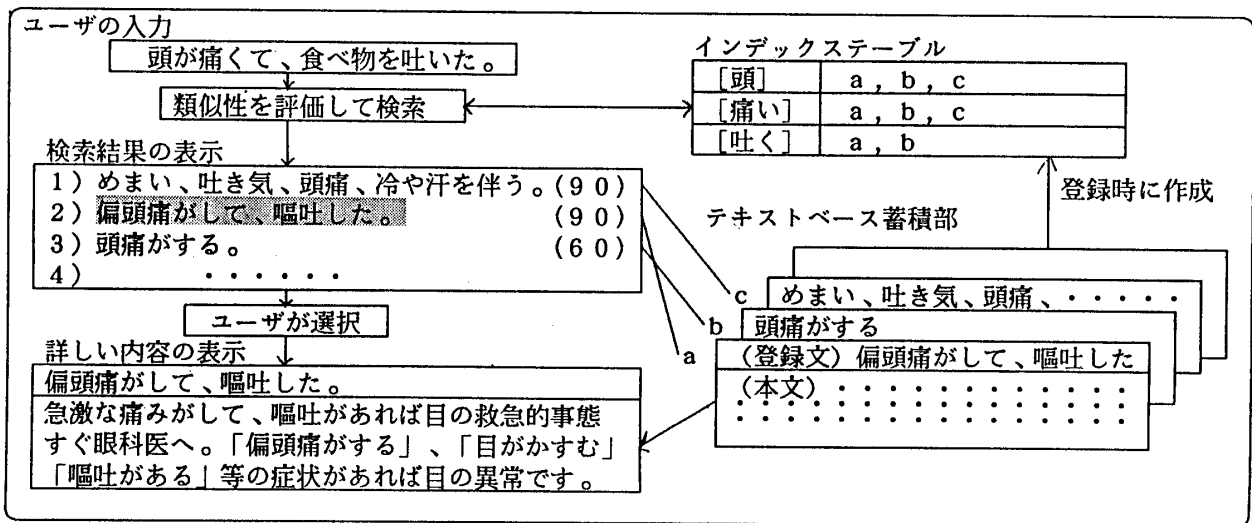 ユーザの入力
頭が痛くて、食べ物を吐いた。
類似性を評価して検索
インデックステーブル
[頭] a, b, c
[痛い] a, b, c
[吐く] a, b
登録時に作成
検索結果の表示
1) めまい、吐き気、頭痛、冷や汗を伴う。(90)
2) 偏頭痛がして、嘔吐した。 (90)
3) 頭痛がする。 (60)
4) ・・・・・・
テキストベース蓄積部
c めまい、吐き気、頭痛、・・・・・
b 頭痛がする
a (登録文) 偏頭痛がして、嘔吐した
(本文) ・・・・・・・・・・・・・
・・・・・・・・・・・・・・・・・
ユーザが選択
詳しい内容の表示
偏頭痛がして、嘔吐した。
急激な痛みがして、嘔吐があれば目の救急的事態
すぐ眼科医へ。「偏頭痛がする」、「目がかすむ」
「嘔吐がある」等の症状があれば目の異常です。